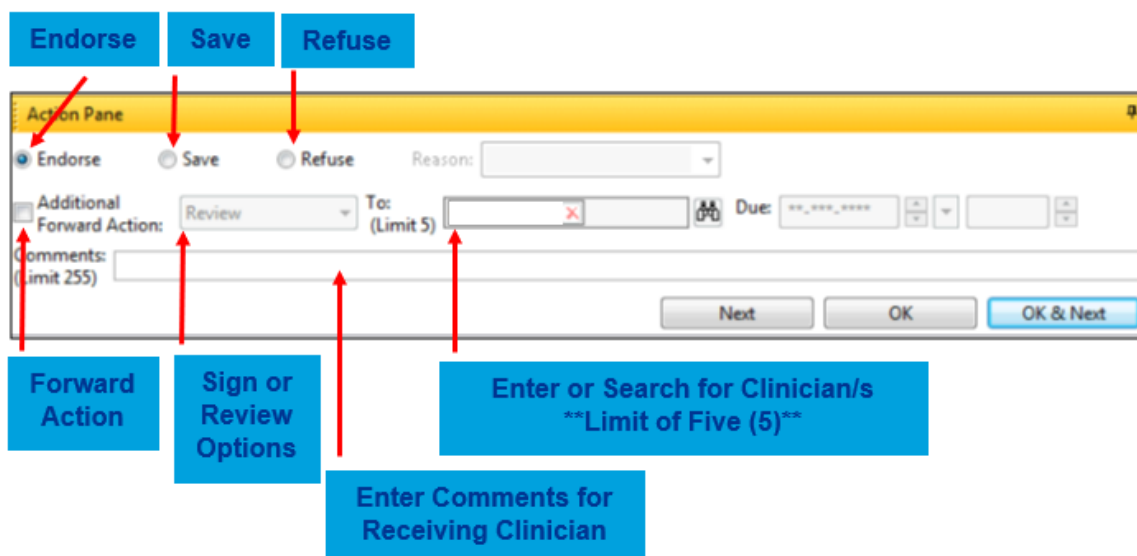 Endorse Save Refuse
Action Pane
Endorse Save Refuse Reason:
Additional
Forward Action: Review To:
(Limit 5) Due: **-***-****
Comments:
(Limit 255)
Next OK OK & Next
Forward
Action
Sign or
Review
Options
Enter or Search for Clinician/s
**Limit of Five (5)**
Enter Comments for
Receiving Clinician